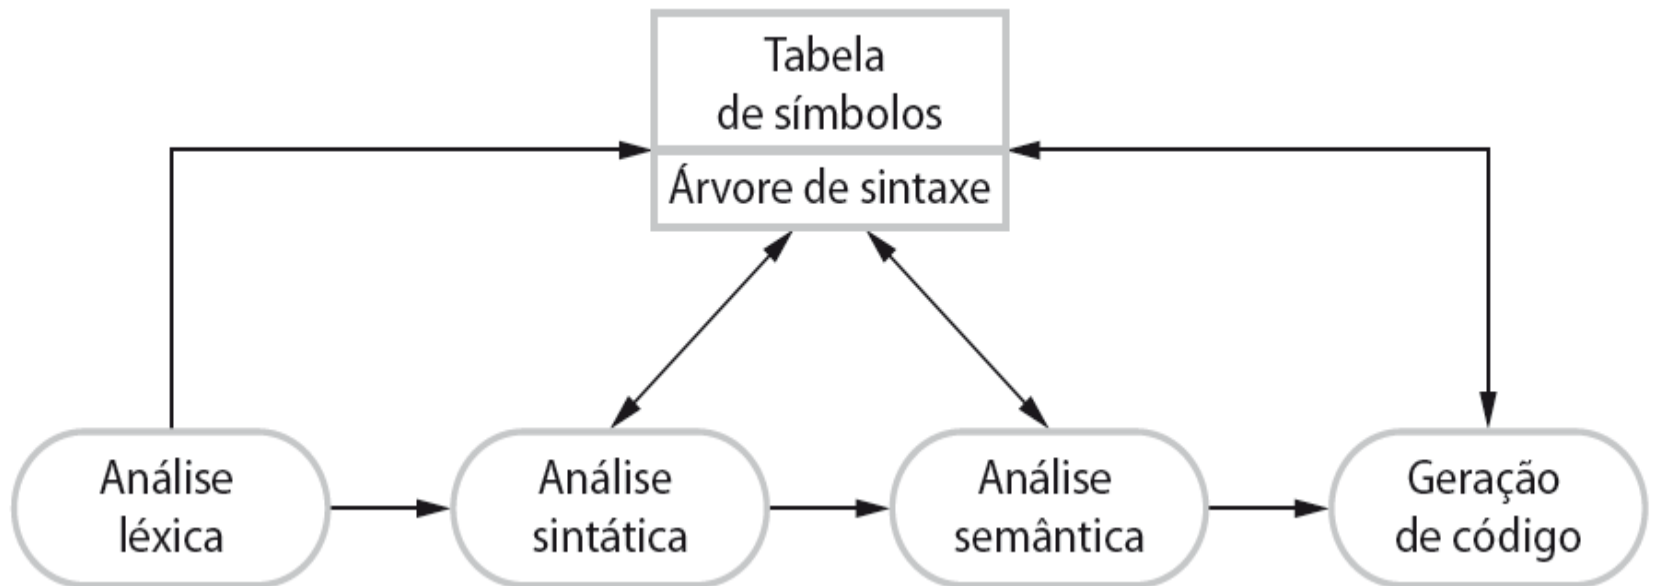 Tabela
de símbolos
Árvore de sintaxe
Análise
léxica
Análise
sintática
Análise
semântica
Geração
de código